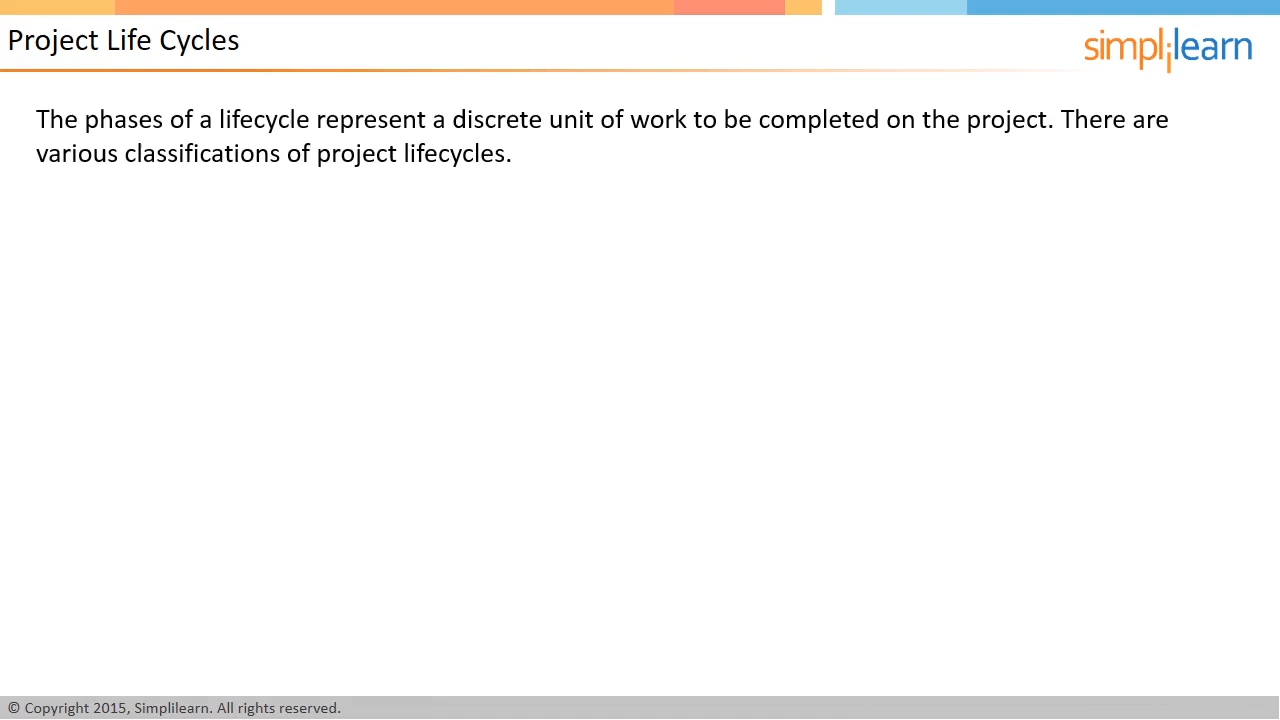 Project Life Cycles
simplilearn
The phases of a lifecycle represent a discrete unit of work to be completed on the project. There are
various classifications of project lifecycles.
© Copyright 2015, Simplilearn. All rights reserved.